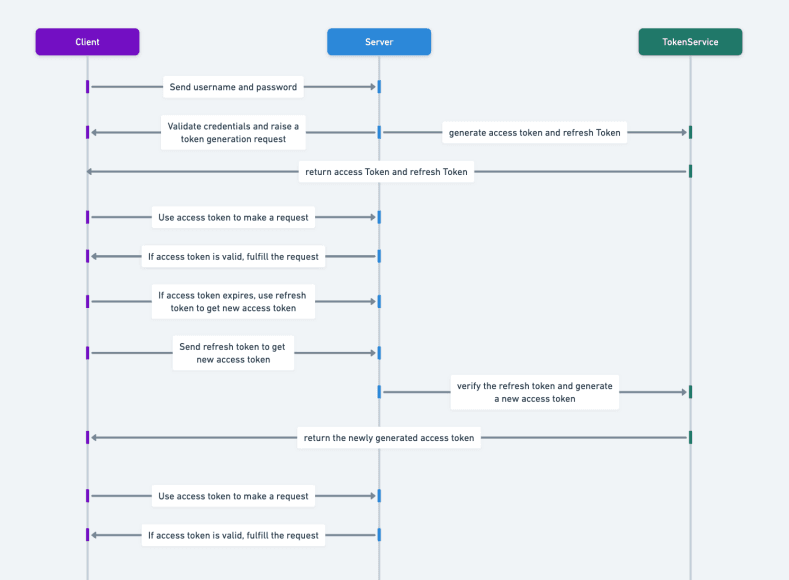 Client
Server
TokenService
Send username and password
Validate credentials and raise a
token generation request
generate access token and refresh Token
return access Token and refresh Token
Use access token to make a request
If access token is valid, fulfill the request
If access token expires, use refresh
token to get new access token
Send refresh token to get
new access token
verify the refresh token and generate
a new access token
return the newly generated access token
Use access token to make a request
If access token is valid, fulfill the request